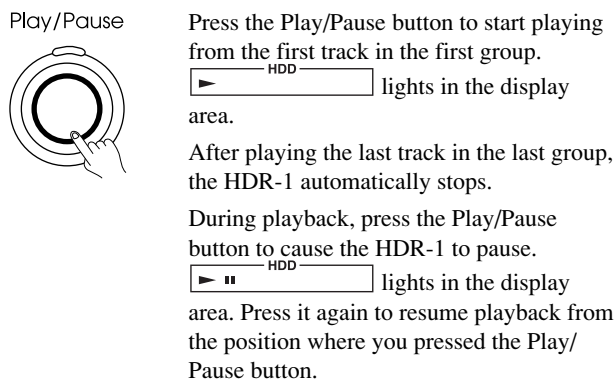 Play/Pause
Press the Play/Pause button to start playing
from the first track in the first group.
HDD
lights in the display
area.
After playing the last track in the last group,
the HDR-1 automatically stops.
During playback, press the Play/Pause
button to cause the HDR-1 to pause.
HDD
lights in the display
area. Press it again to resume playback from
the position where you pressed the Play/
Pause button.